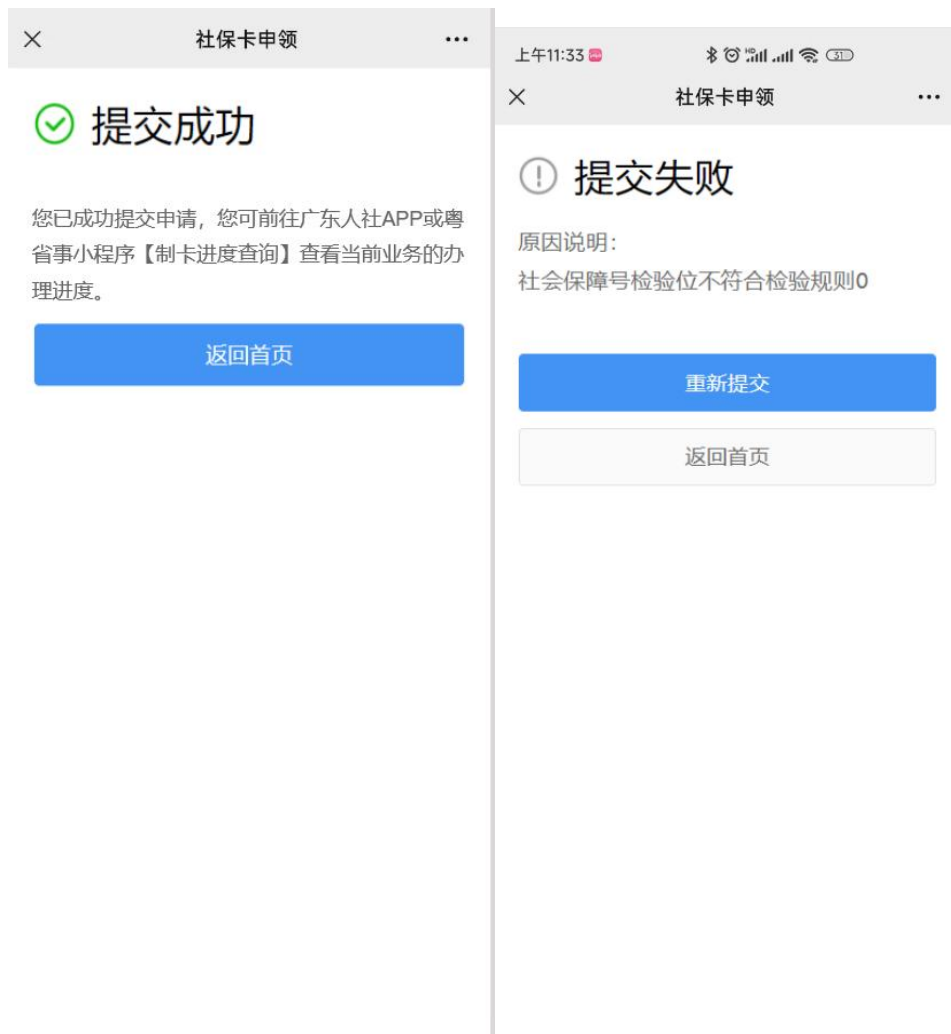 社保卡申领
提交成功
您已成功提交申请，您可前往广东人社APP或粤
省事小程序【制卡进度查询】查看当前业务的办
理进度。
返回首页
上午11:33
HD
31
社保卡申领
提交失败
原因说明：
社会保障号检验位不符合检验规则0
重新提交
返回首页